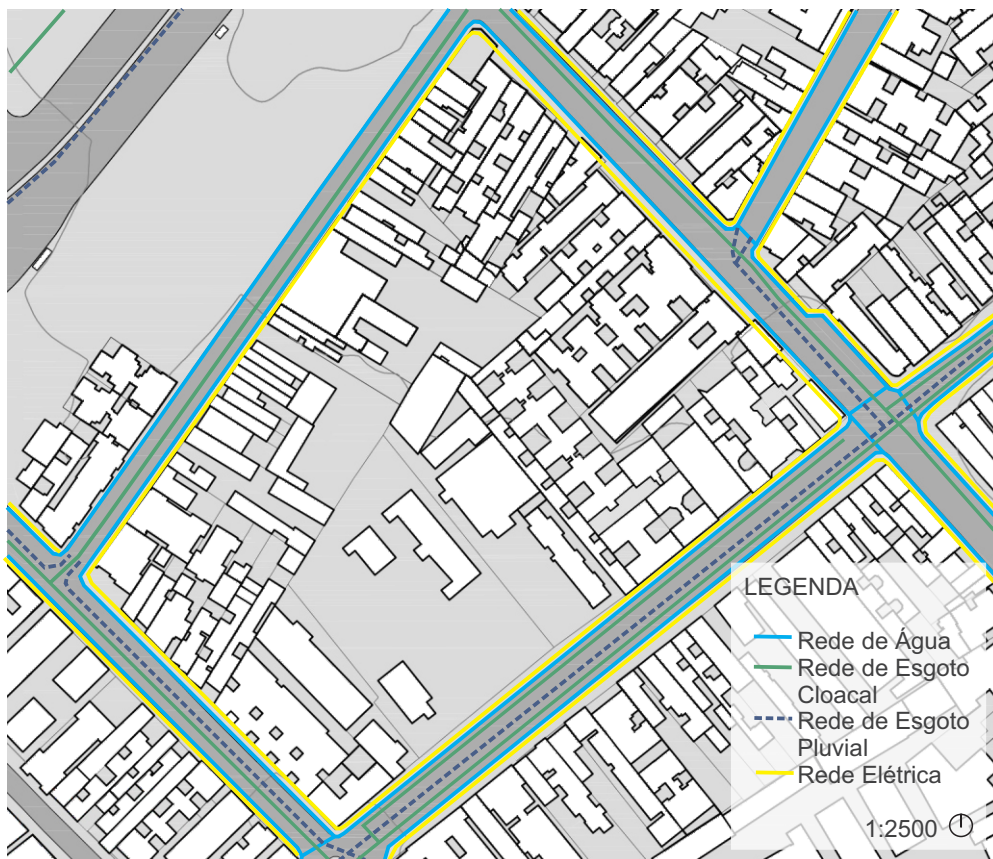 LEGENDA
Rede de Água
Rede de Esgoto
Cloacal
Rede de Esgoto
Pluvial
Rede Elétrica
1:2500